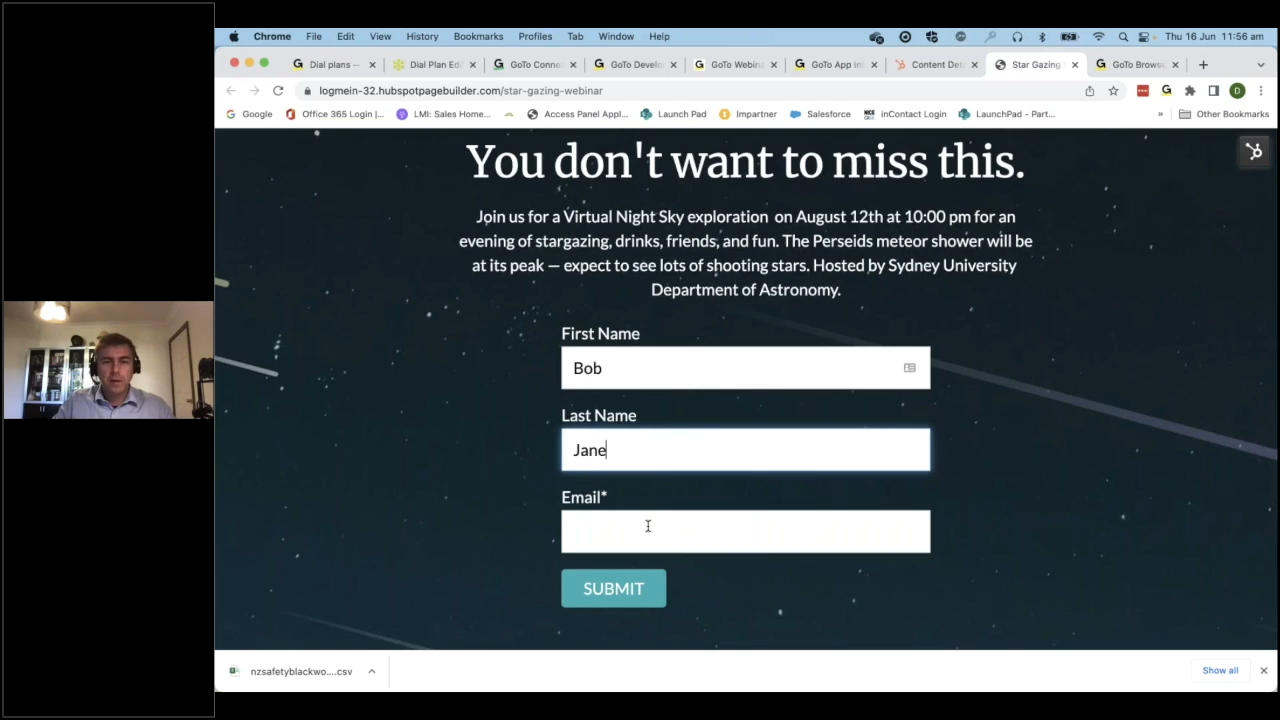 Chrome File Edit View History Bookmarks Profiles Tab Window Help Thu 16 Jun 11:56 am
Dial plans — Dial Plan Ed GoTo Conne GoTo Develo GoTo Webina GoTo App In Content Det Star Gazing GoTo Brows
logmein-32.hubspotpagebuilder.com/star-gazing-webinar D
Google Office 365 Login |... LMI: Sales Home... Access Panel Appl... Launch Pad Impartner Salesforce inContact Login LaunchPad - Part... » Other Bookmarks
You don't want to miss this.
Join us for a Virtual Night Sky exploration on August 12th at 10:00 pm for an
evening of stargazing, drinks, friends, and fun. The Perseids meteor shower will be
at its peak — expect to see lots of shooting stars. Hosted by Sydney University
Department of Astronomy.
First Name
Bob
Last Name
Jane
Email*
SUBMIT
nzsafetyblackwo....csv Show all